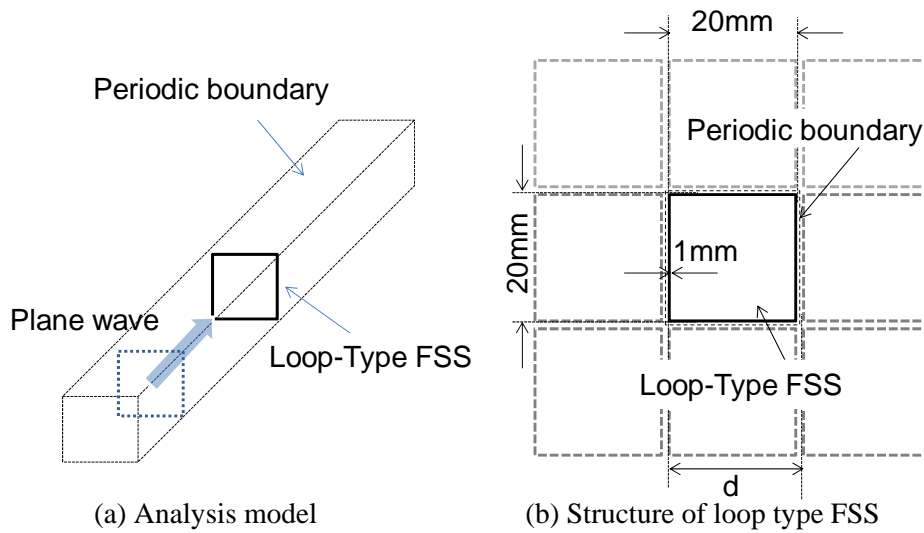 Periodic boundary
Plane wave
Loop-Type FSS
(a) Analysis model
20mm
Periodic boundary
20mm
1mm
Loop-Type FSS
d
(b) Structure of loop type FSS